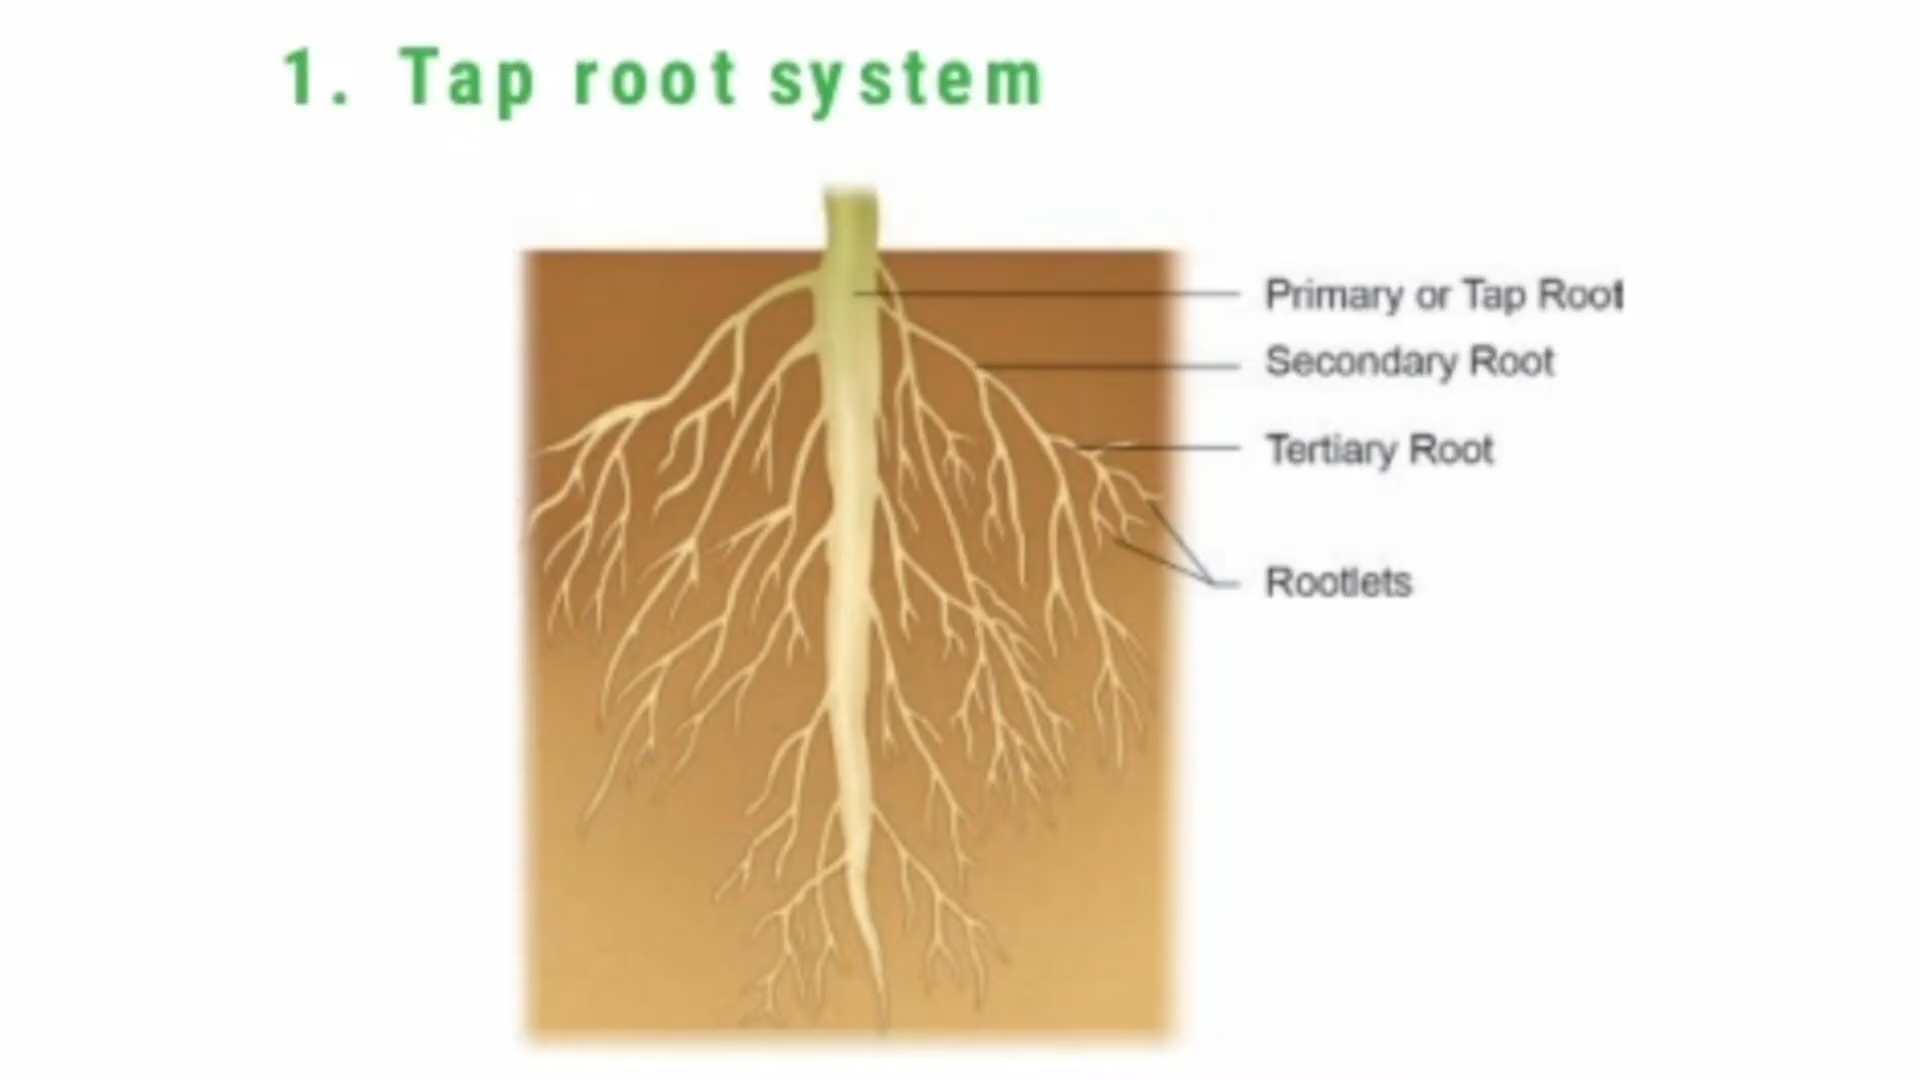 1. Tap root system
Primary or Tap Root
Secondary Root
Tertiary Root
Rootlets